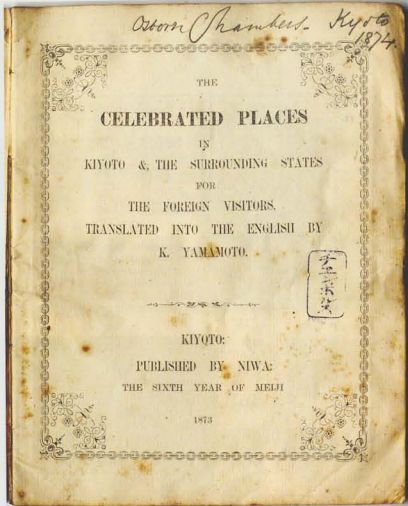 Osborn Chambers. Kyoto
1874.
THE
CELEBRATED PLACES
IN
KIYOTO &, THE SURROUNDING STATES
FOR
THE FOREIGN VISITORS,
TRANSLATED INTO THE ENGLISH BY
K. YAMAMOTO.
KIYOTO:
PUBLISHED BY NIWA:
THE SIXTH YEAR OF MEIJI
1873